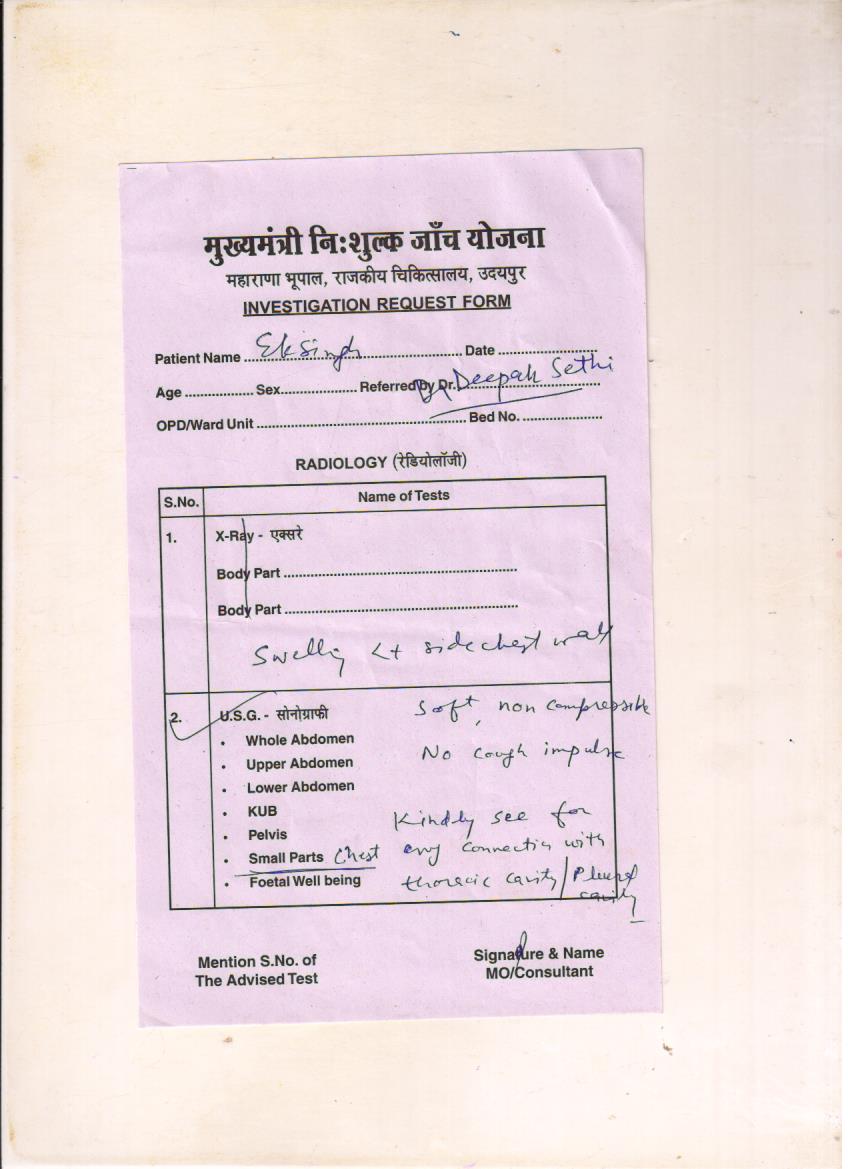 मुख्यमंत्री निःशुल्क जाँच योजना
महाराणा भूपाल, राजकीय चिकित्सालय, उदयपुर
INVESTIGATION REQUEST FORM
Patient Name ........ Ek Singh ........ Date ........
Age ........ Sex ........ Referred by Dr. Deepak Sethi
OPD/Ward Unit ........ Bed No. ........
RADIOLOGY (रेडियोलॉजी)
S.No. Name of Tests
1. X-Ray - एक्सरे
Body Part ........
Body Part ........
Swelling Lt side chest wall
2. U.S.G. - सोनोग्राफी Soft, non compressible
• Whole Abdomen No cough impulse
• Upper Abdomen
• Lower Abdomen
• KUB Kindly see for
• Pelvis any connection with
• Small Parts Chest thoracic cavity / Pleural
• Foetal Well being cavity
Mention S.No. of Signature & Name
The Advised Test MO/Consultant